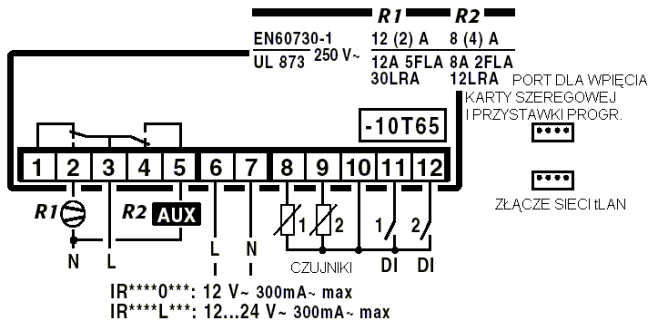 R1 R2
EN60730-1 12 (2) A 8 (4) A
UL 873 250 V~ 12A 5FLA 8A 2FLA
30LRA 12LRA
PORT DLA WPIĘCIA
KARTY SZEREGOWEJ
I PRZYSTAWKI PROGR.
-10T65
1 2 3 4 5 6 7 8 9 10 11 12
R1 R2 AUX
1 2 1 2
ZŁĄCZE SIECI tLAN
N L L N CZUJNIKI DI DI
IR****0***: 12 V~ 300mA~ max
IR****L***: 12...24 V~ 300mA~ max